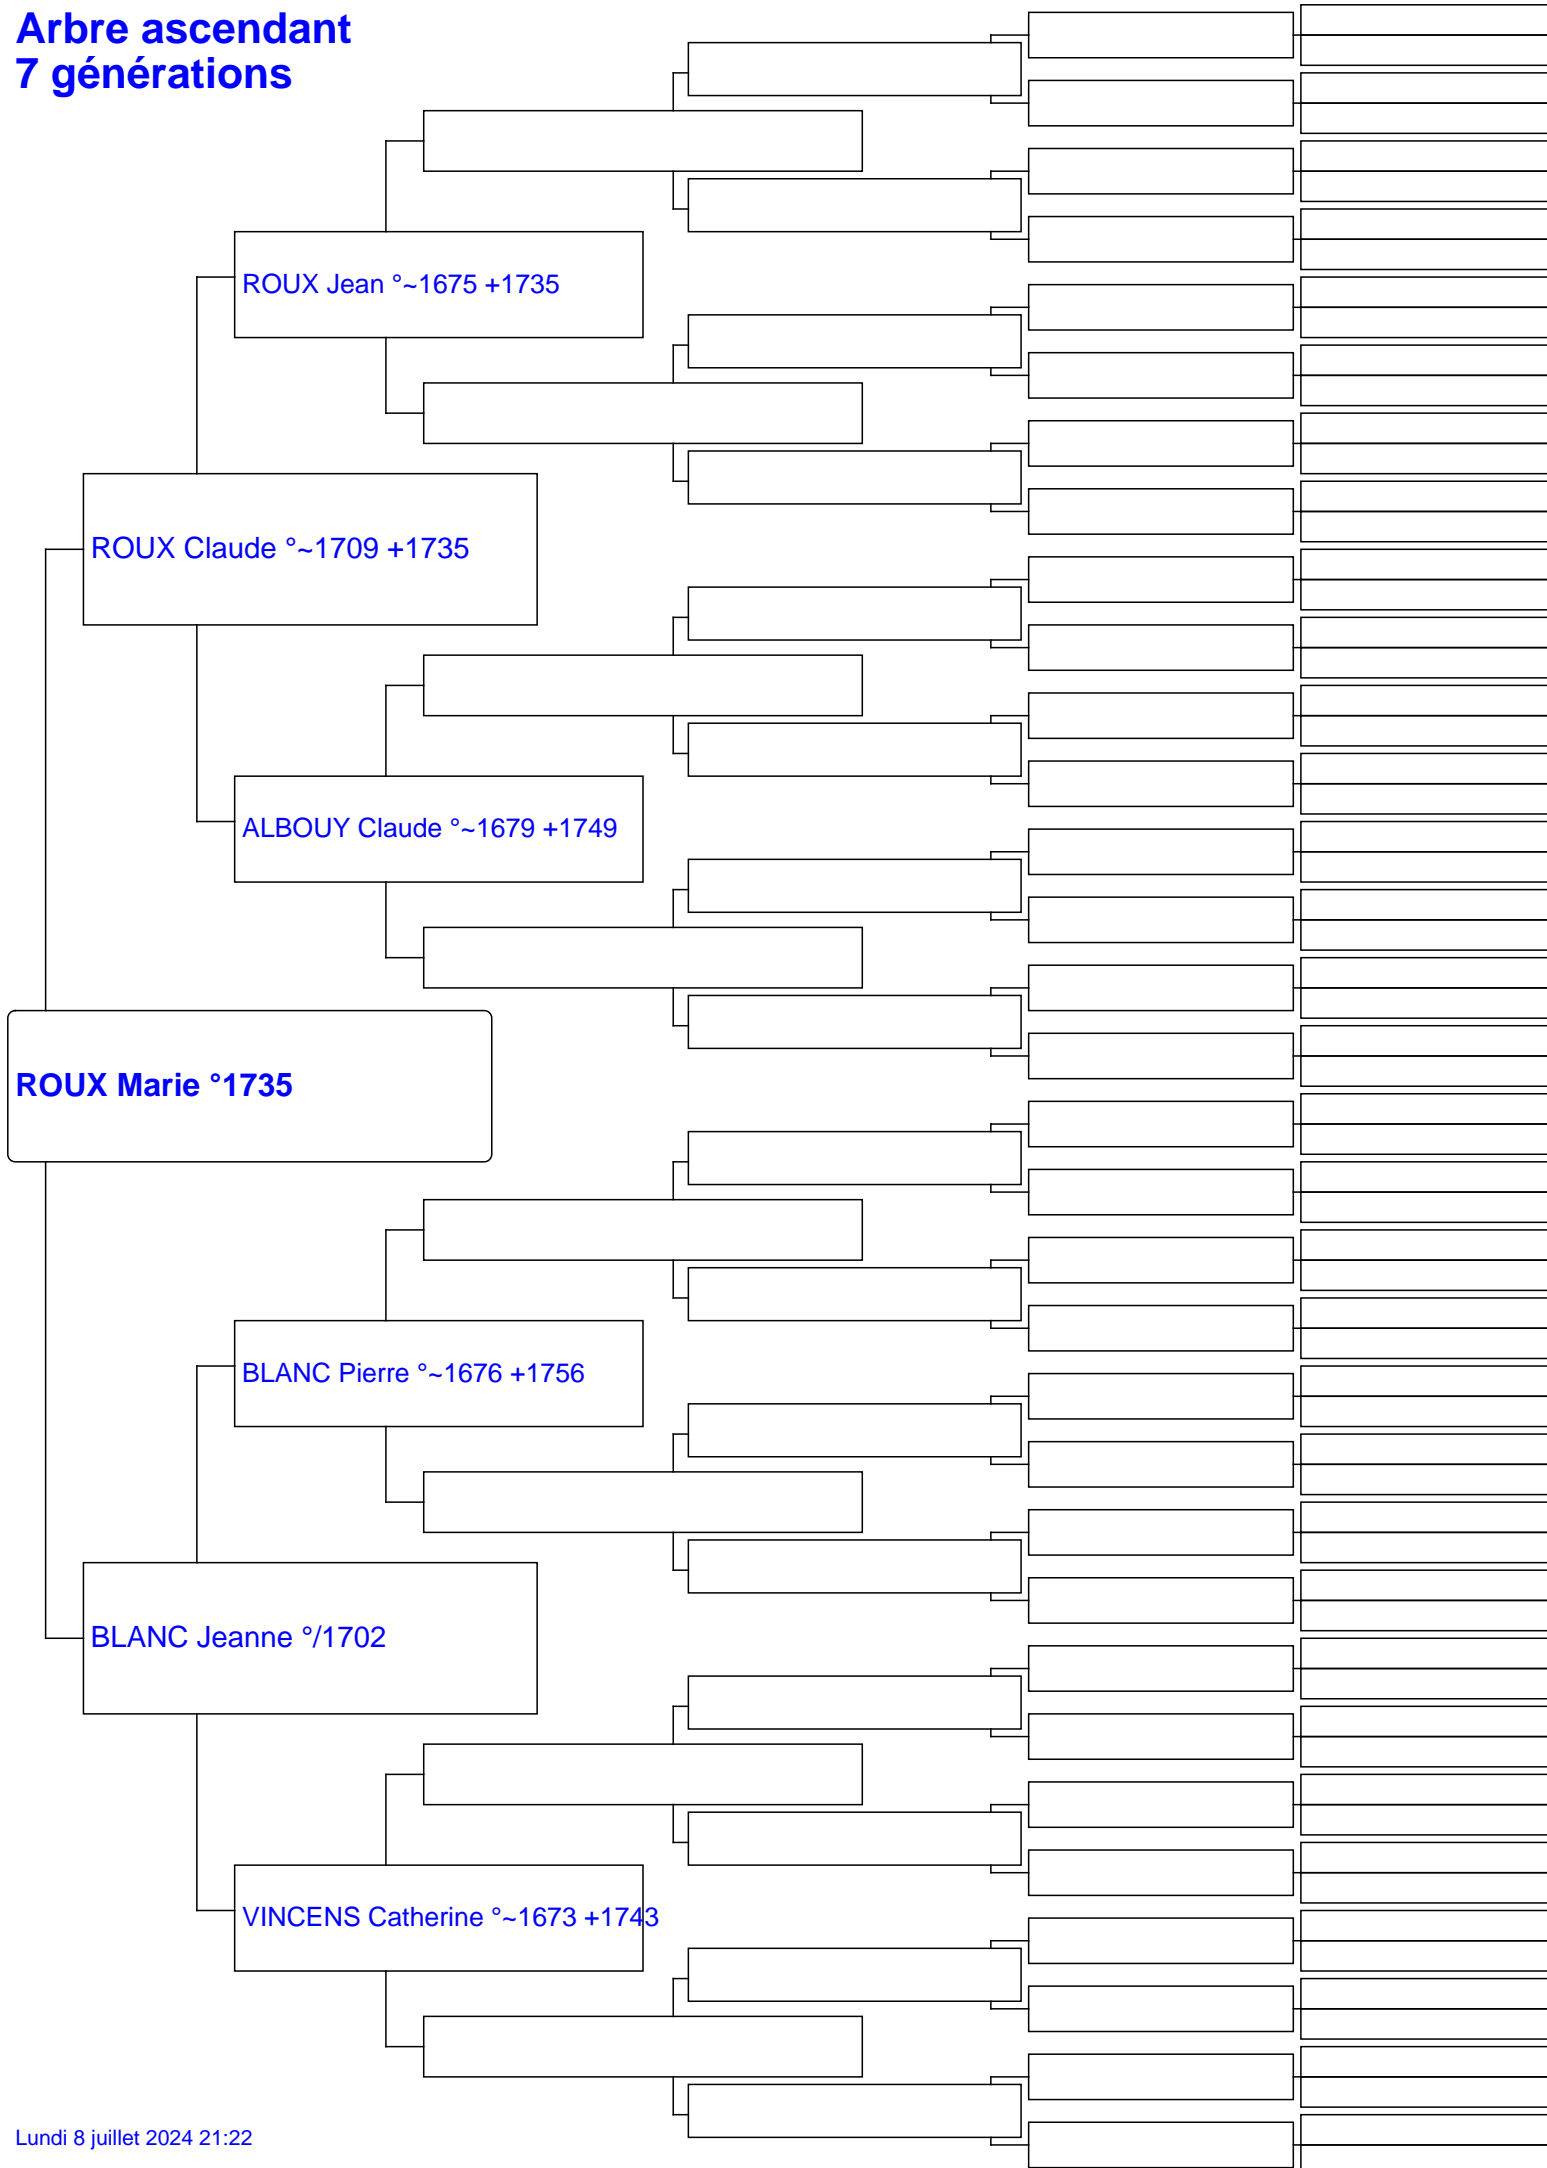 Arbre ascendant
7 générations
ROUX Jean °~1675 +1735
ROUX Claude °~1709 +1735
ALBOUY Claude °~1679 +1749
ROUX Marie °1735
BLANC Pierre °~1676 +1756
BLANC Jeanne °/1702
VINCENS Catherine °~1673 +1743
Lundi 8 juillet 2024 21:22